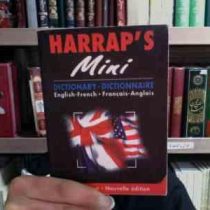 HARRAP'S
Mini
DICTIONARY - DICTIONNAIRE
English-French • Français-Anglais
Nouvelle édition